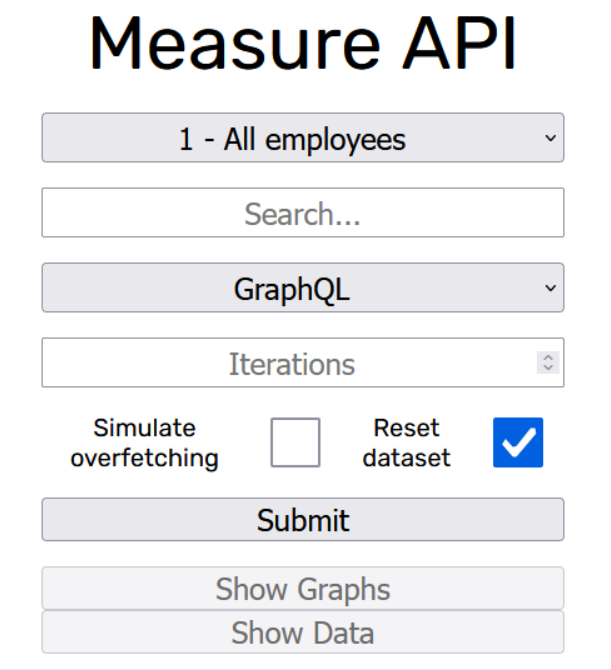 Measure API
1 - All employees
Search...
GraphQL
Iterations
Simulate
overfetching
Reset
dataset
Submit
Show Graphs
Show Data